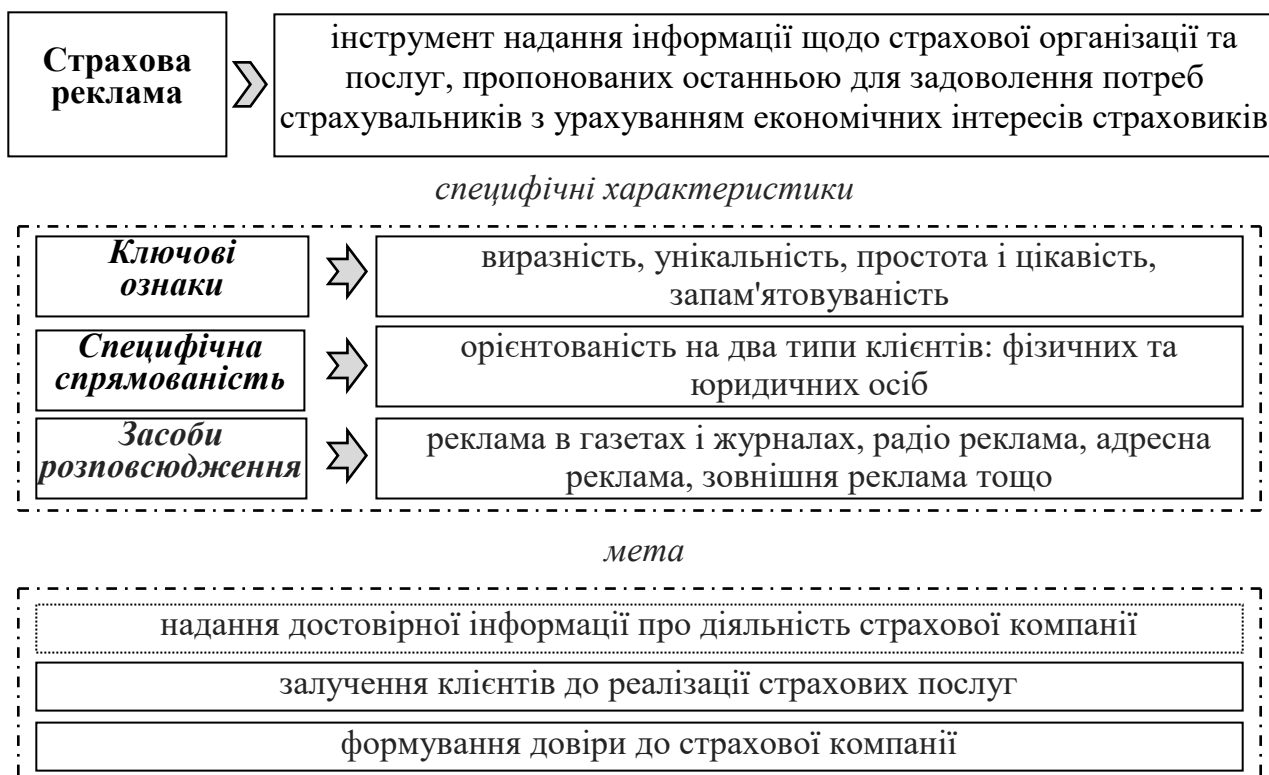 Страхова
реклама
інструмент надання інформації щодо страхової організації та
послуг, пропонованих останньою для задоволення потреб
страхувальників з урахуванням економічних інтересів страховиків
специфічні характеристики
Ключові
ознаки
виразність, унікальність, простота і цікавість,
запам'ятовуваність
Специфічна
спрямованість
орієнтованість на два типи клієнтів: фізичних та
юридичних осіб
Засоби
розповсюдження
реклама в газетах і журналах, радіо реклама, адресна
реклама, зовнішня реклама тощо
мета
надання достовірної інформації про діяльність страхової компанії
залучення клієнтів до реалізації страхових послуг
формування довіри до страхової компанії